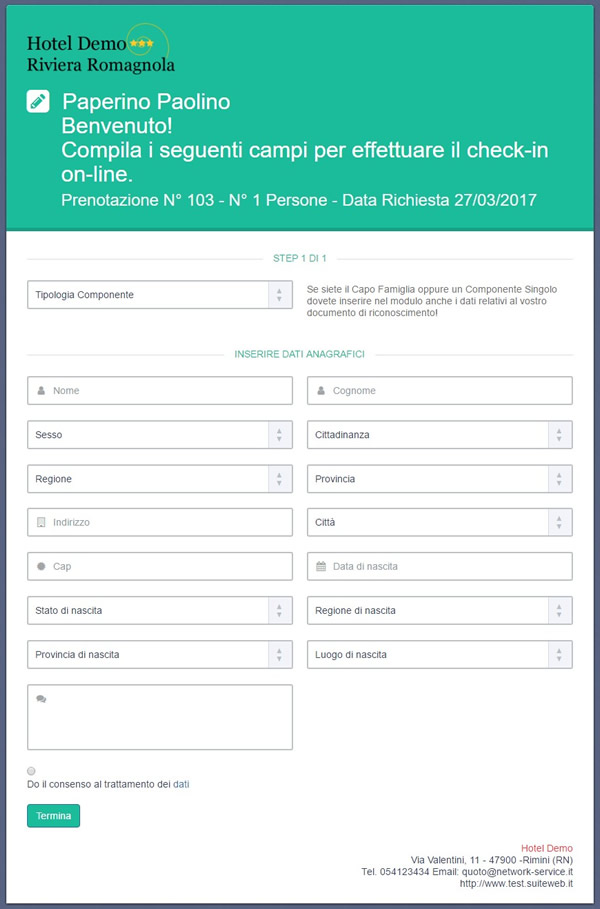 Hotel Demo
Riviera Romagnola
Paperino Paolino
Benvenuto!
Compila i seguenti campi per effettuare il check-in
on-line.
Prenotazione N° 103 - N° 1 Persone - Data Richiesta 27/03/2017
STEP 1 DI 1
Tipologia Componente
Se siete il Capo Famiglia oppure un Componente Singolo
dovete inserire nel modulo anche i dati relativi al vostro
documento di riconoscimento!
INSERIRE DATI ANAGRAFICI
Nome
Cognome
Sesso
Cittadinanza
Regione
Provincia
Indirizzo
Città
Cap
Data di nascita
Stato di nascita
Regione di nascita
Provincia di nascita
Luogo di nascita
Do il consenso al trattamento dei dati
Termina
Hotel Demo
Via Valentini, 11 - 47900 -Rimini (RN)
Tel. 054123434 Email: quoto@network-service.it
http://www.test.suiteweb.it